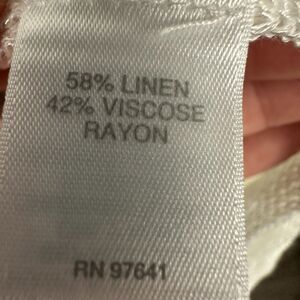 58% LINEN
42% VISCOSE
RAYON
RN 97641